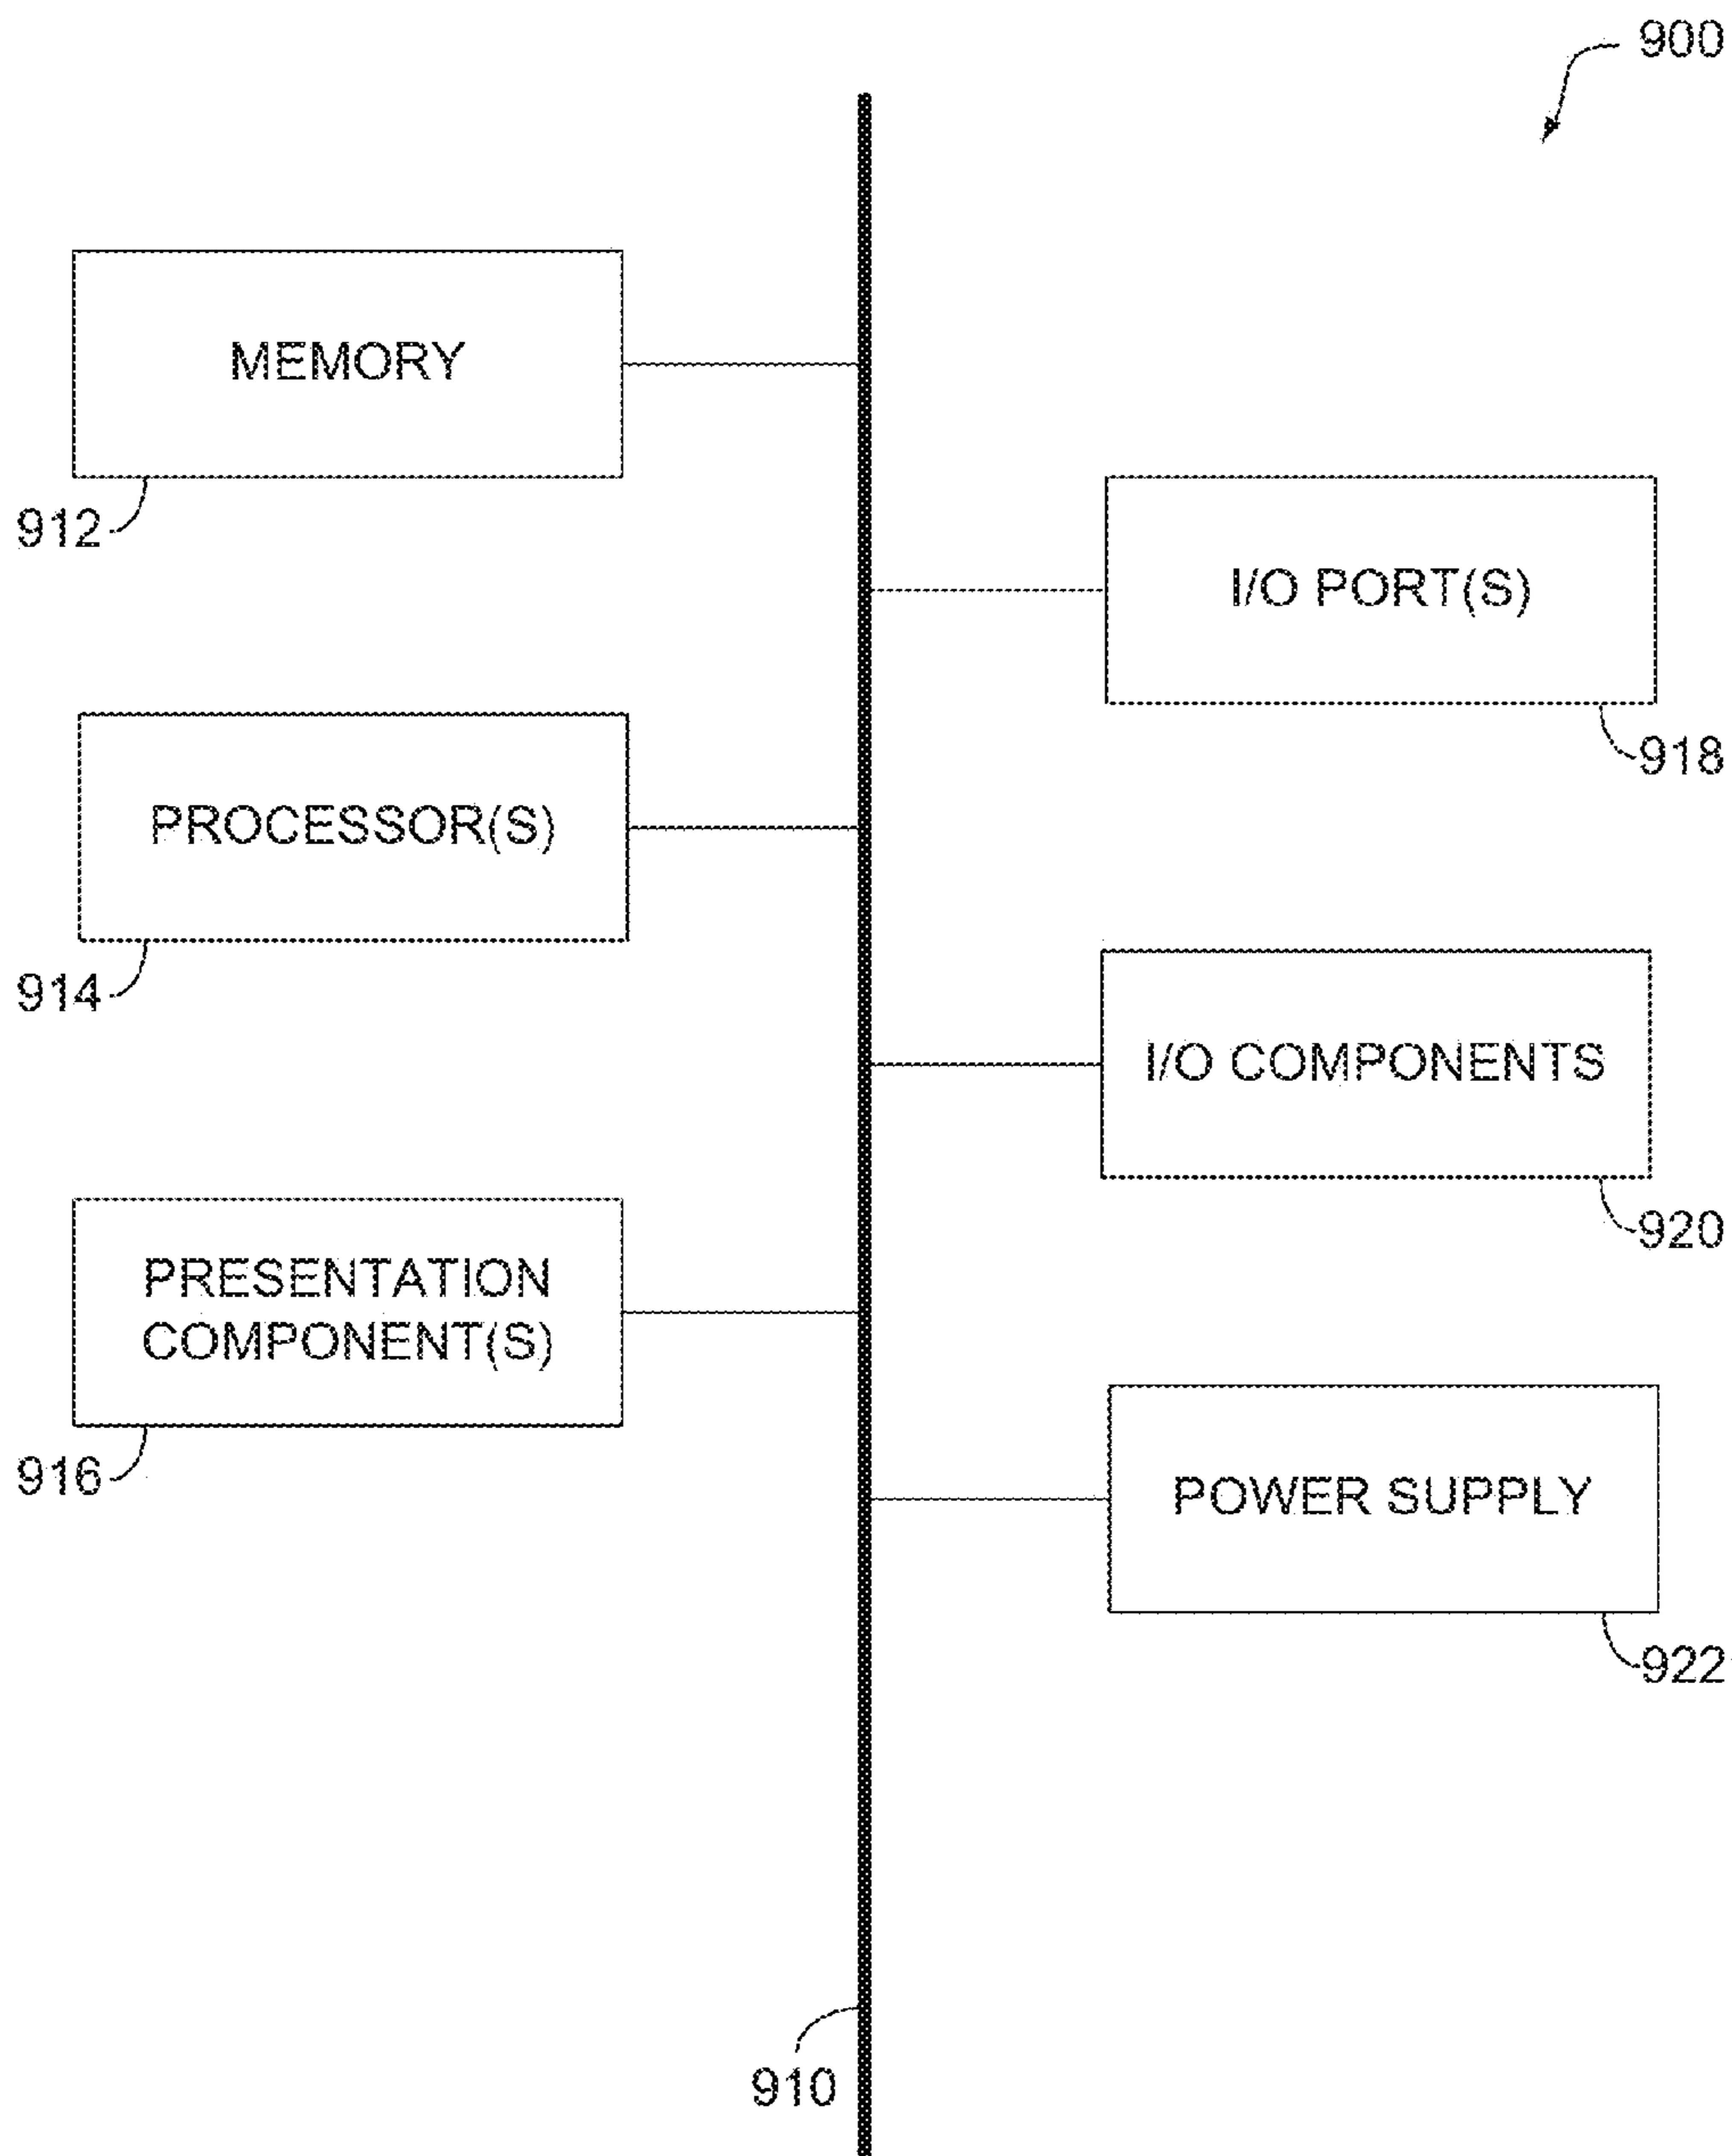 900
MEMORY
912
I/O PORT(S)
918
PROCESSOR(S)
914
I/O COMPONENTS
920
PRESENTATION
COMPONENT(S)
916
POWER SUPPLY
922
910